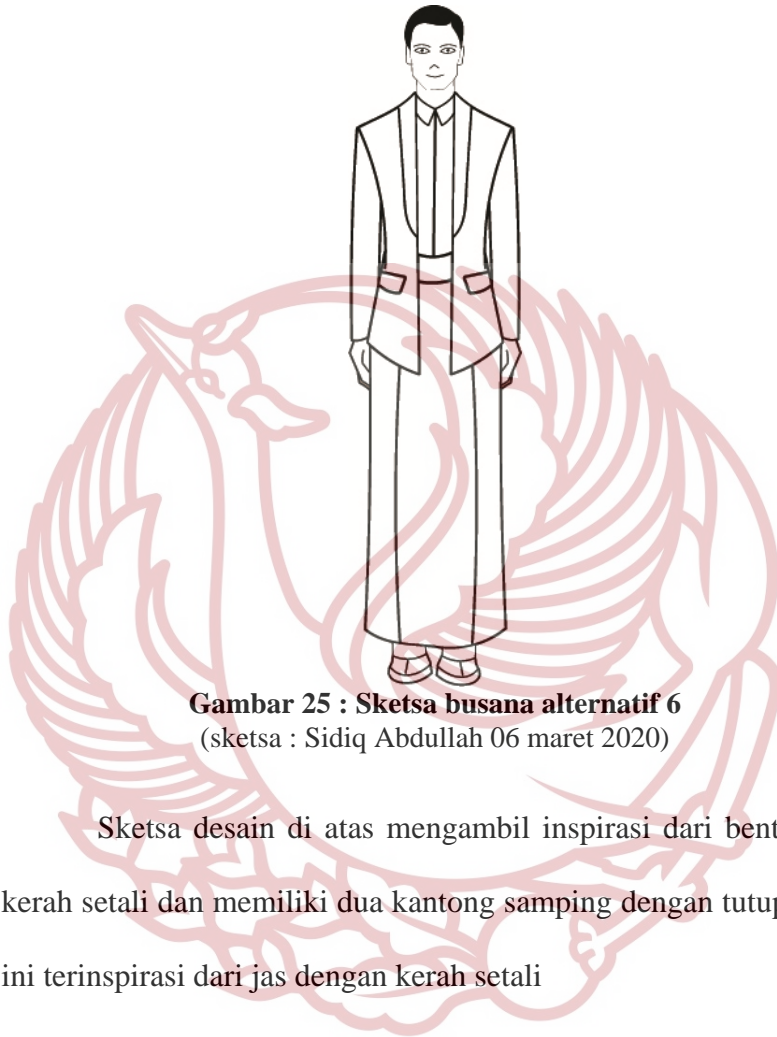 Gambar 25 : Sketsa busana alternatif 6
(sketsa : Sidiq Abdullah 06 maret 2020)
Sketsa desain di atas mengambil inspirasi dari bent
kerah setali dan memiliki dua kantong samping dengan tutup
ini terinspirasi dari jas dengan kerah setali